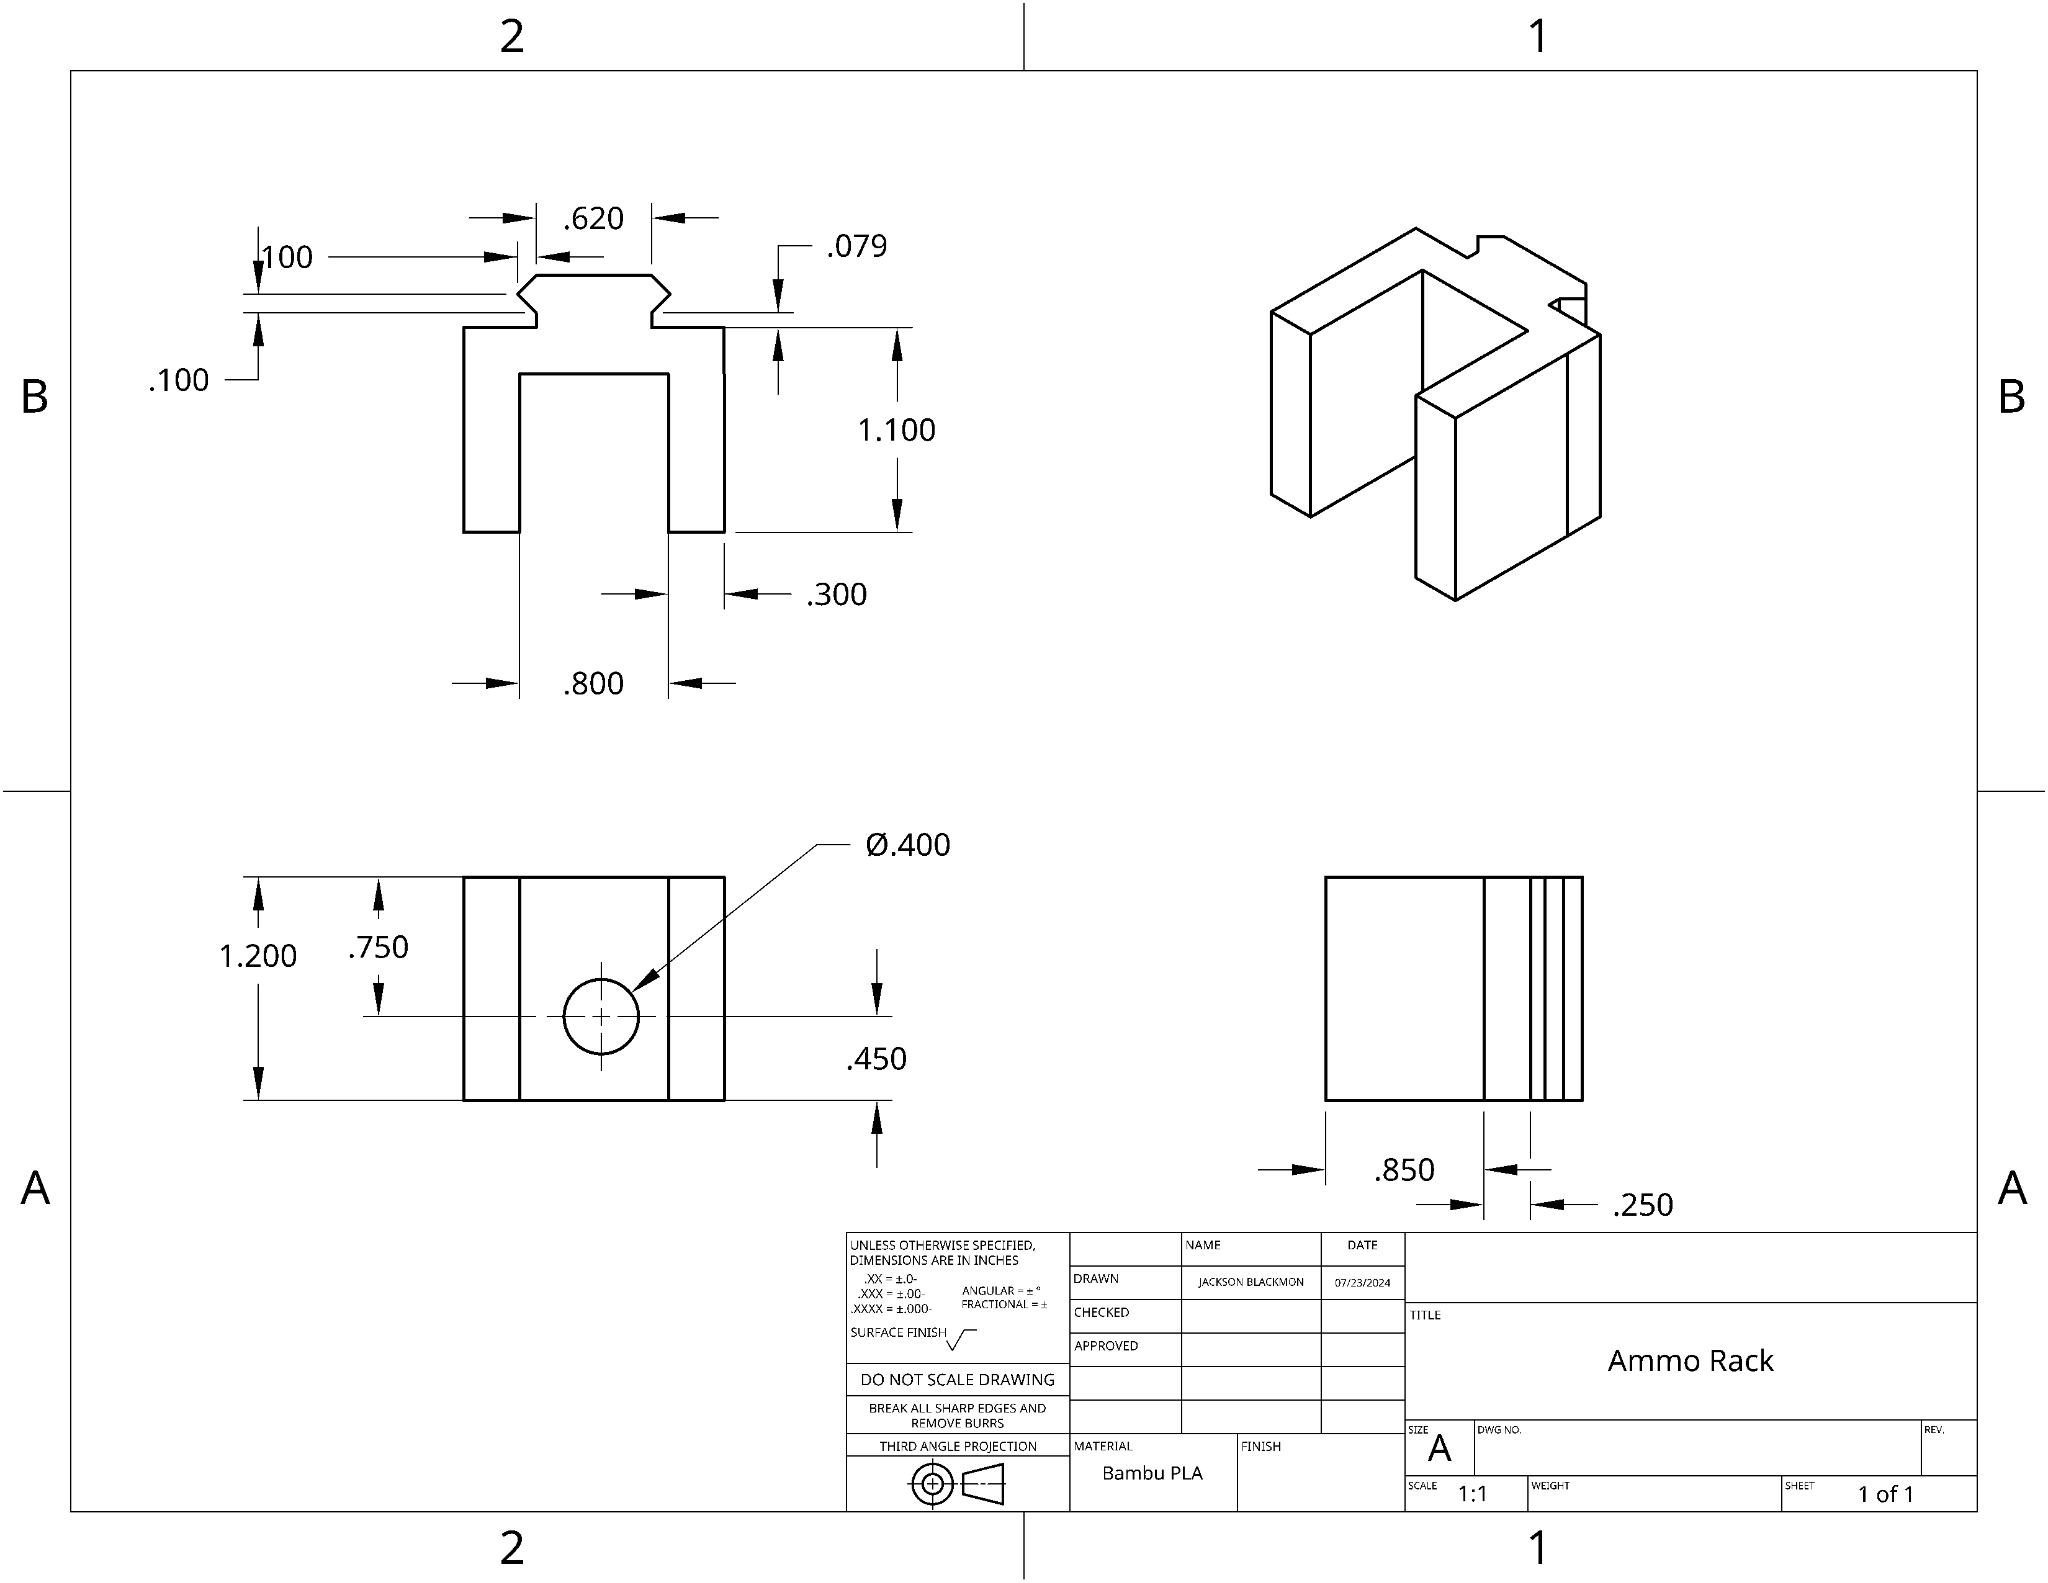 2
1
.620
.079
100
.100
B
B
1.100
.300
.800
Ø.400
1.200
.750
.450
A
A
.850
.250
UNLESS OTHERWISE SPECIFIED,
DIMENSIONS ARE IN INCHES
.XX = ±.0-
.XXX = ±.00-
.XXXX = ±.000-
ANGULAR = ± °
FRACTIONAL = ±
SURFACE FINISH
DO NOT SCALE DRAWING
BREAK ALL SHARP EDGES AND
REMOVE BURRS
THIRD ANGLE PROJECTION
NAME
DATE
DRAWN
JACKSON BLACKMON
07/23/2024
CHECKED
APPROVED
MATERIAL
Bambu PLA
FINISH
TITLE
Ammo Rack
SIZE
A
DWG NO.
REV.
SCALE
1:1
WEIGHT
SHEET
1 of 1
2
1